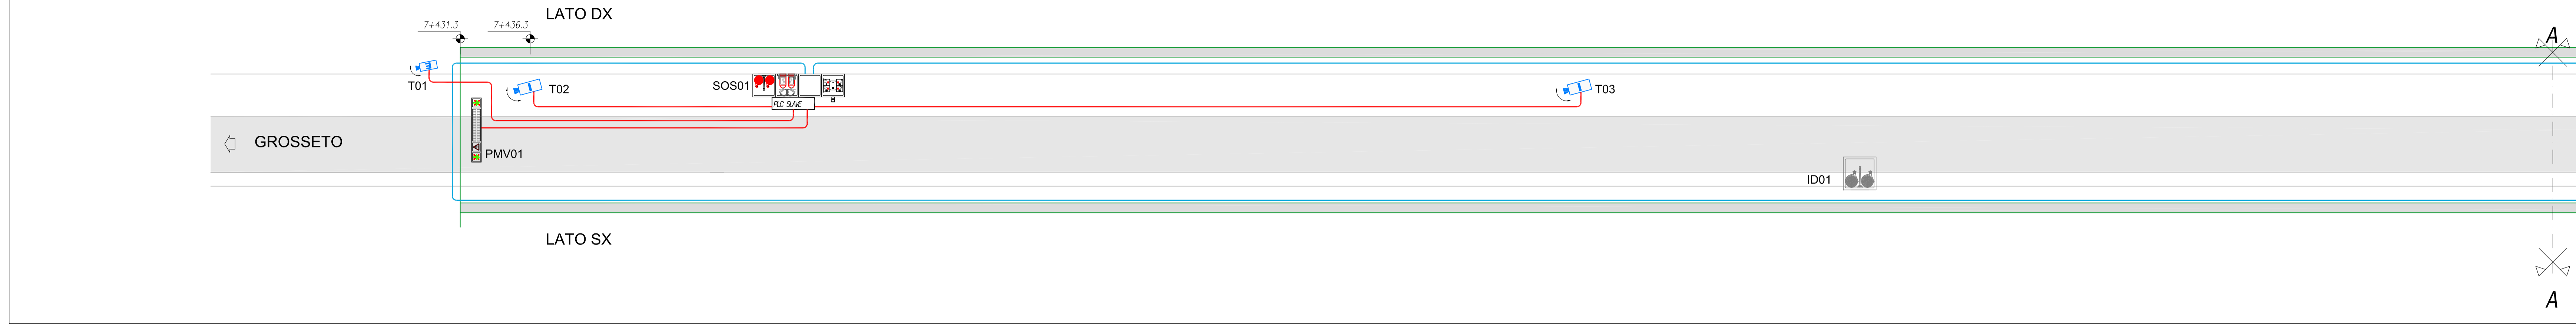 LATO DX
7+431.3
7+436.3
A
T01
T02
SOS01
PLC SLAVE
T03
GROSSETO
PMV01
ID01
LATO SX
A